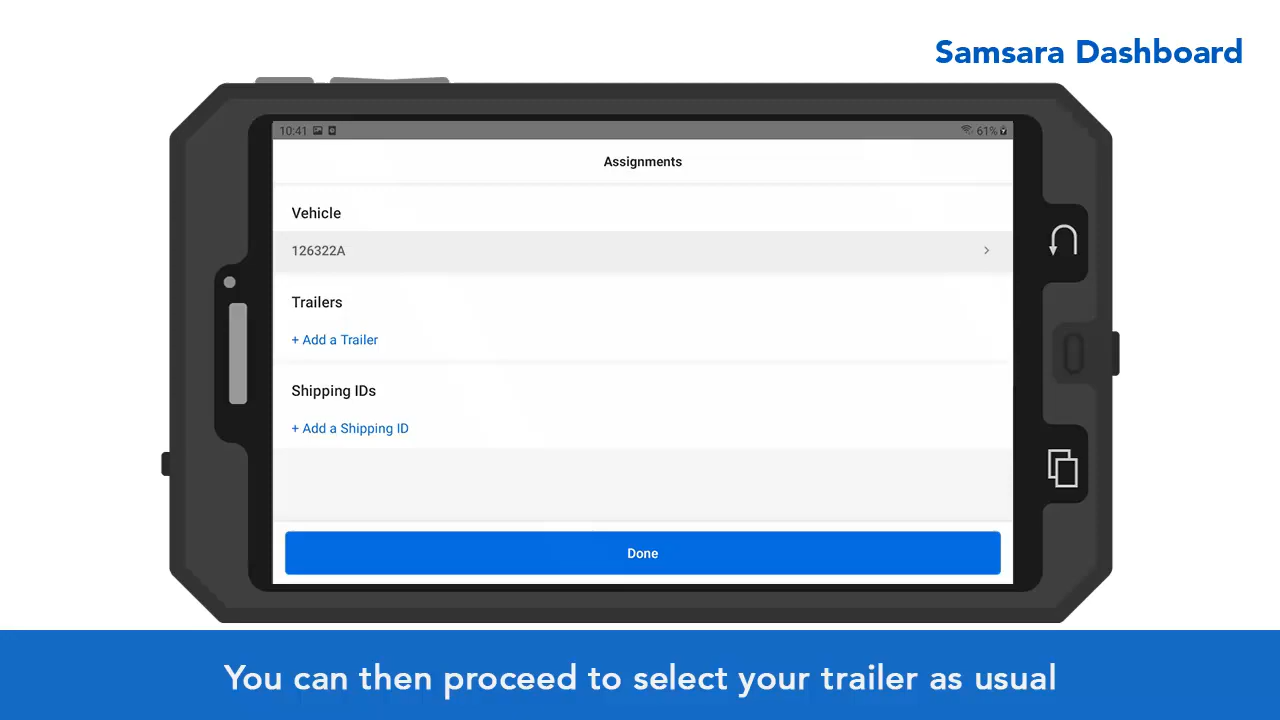 Samsara Dashboard
10:41
61%
Assignments
Vehicle
126322A
Trailers
+ Add a Trailer
Shipping IDs
+ Add a Shipping ID
Done
You can then proceed to select your trailer as usual